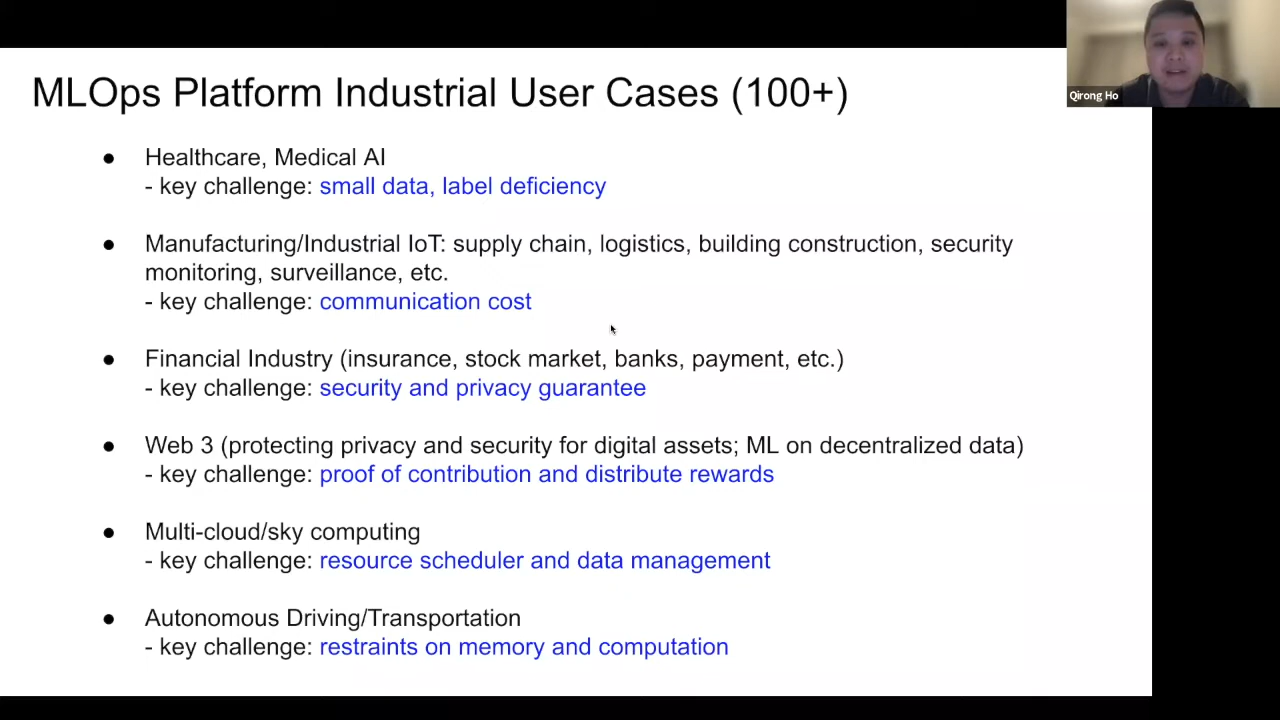 MLOps Platform Industrial User Cases (100+)
Qirong Ho
● Healthcare, Medical AI
- key challenge: small data, label deficiency
● Manufacturing/Industrial IoT: supply chain, logistics, building construction, security
monitoring, surveillance, etc.
- key challenge: communication cost
● Financial Industry (insurance, stock market, banks, payment, etc.)
- key challenge: security and privacy guarantee
● Web 3 (protecting privacy and security for digital assets; ML on decentralized data)
- key challenge: proof of contribution and distribute rewards
● Multi-cloud/sky computing
- key challenge: resource scheduler and data management
● Autonomous Driving/Transportation
- key challenge: restraints on memory and computation